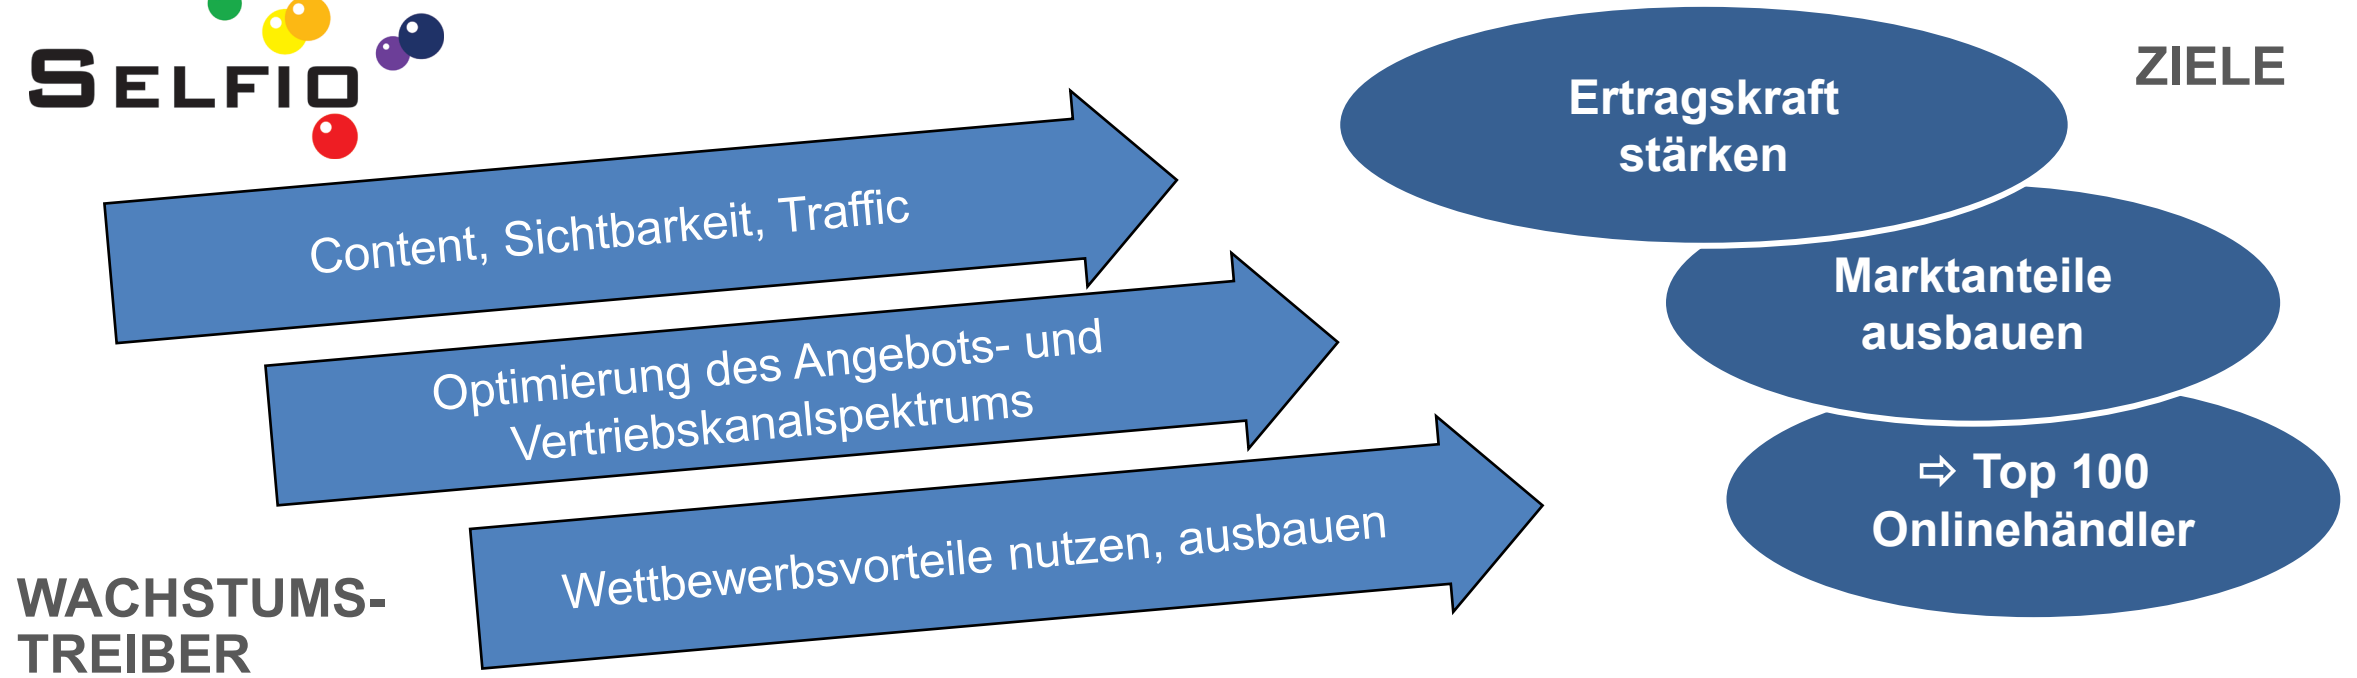 SELFIO
ZIELE
Content, Sichtbarkeit, Traffic
Optimierung des Angebots- und
Vertriebskanalspektrums
Wettbewerbsvorteile nutzen, ausbauen
WACHSTUMS-
TREIBER
Ertragskraft
stärken
Marktanteile
ausbauen
⇨ Top 100
Onlinehändler